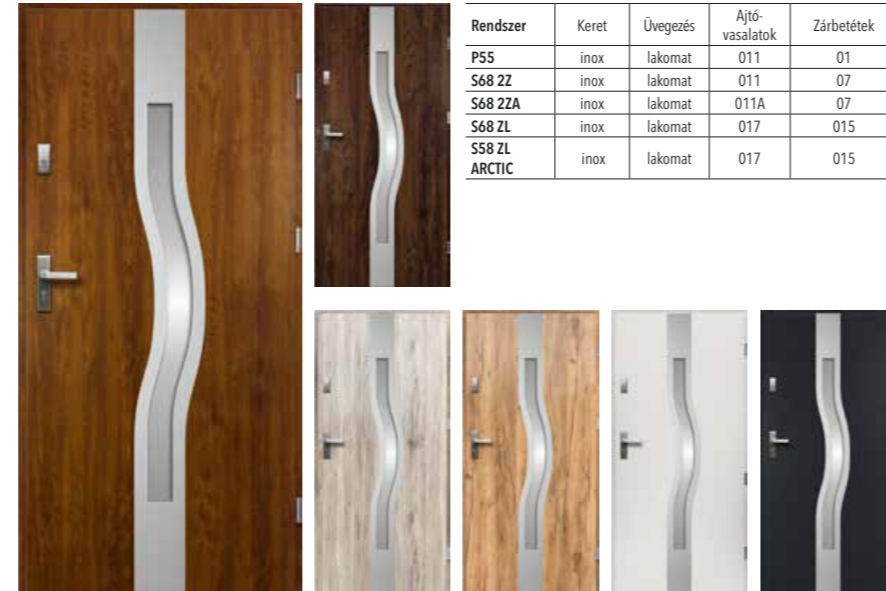 Rendszer Keret Üvegezés Ajtó-vasalatok Zárbetétek
P55 inox lakomat 011 01
S68 2Z inox lakomat 011 07
S68 2ZA inox lakomat 011A 07
S68 ZL inox lakomat 017 015
S58 ZL ARCTIC inox lakomat 017 015